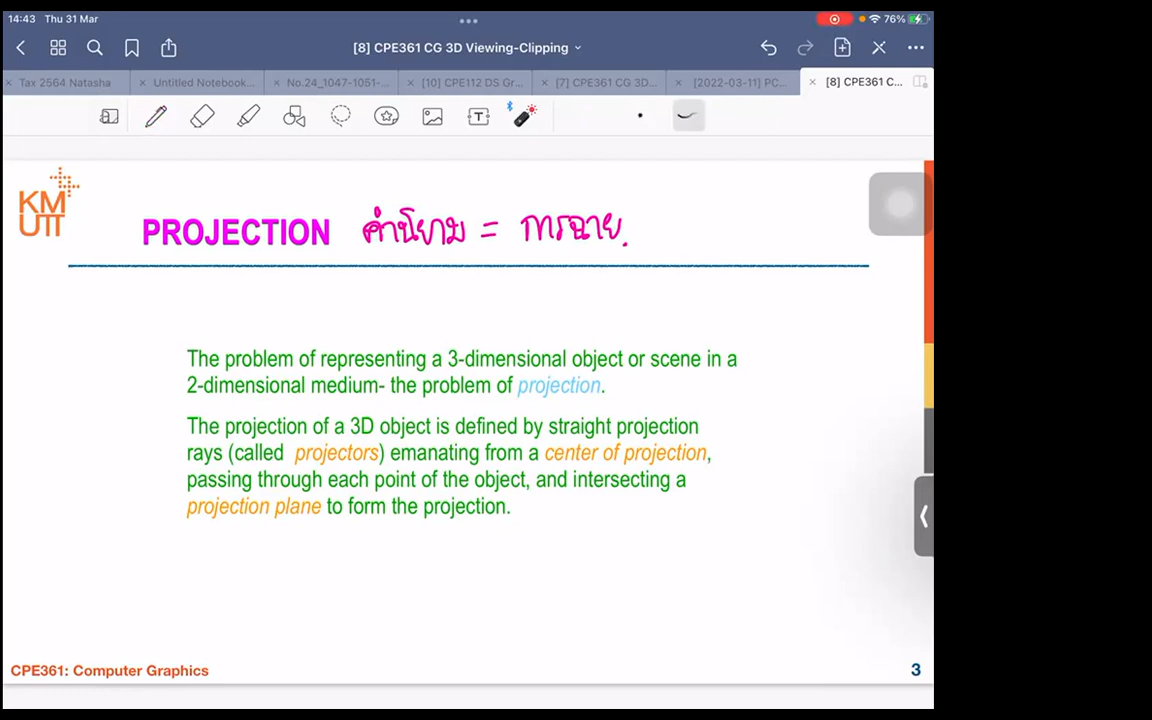 14:43 Thu 31 Mar
76%
[8] CPE361 CG 3D Viewing-Clipping
Tax 2564 Natasha
Untitled Notebook...
No.24_1047-1051-...
[10] CPE112 DS Gr...
[7] CPE361 CG 3D...
[2022-03-11] PC...
[8] CPE361 C...
T
KM
UTT
PROJECTION คำนิยาม = การฉาย
The problem of representing a 3-dimensional object or scene in a
2-dimensional medium- the problem of projection.
The projection of a 3D object is defined by straight projection
rays (called projectors) emanating from a center of projection,
passing through each point of the object, and intersecting a
projection plane to form the projection.
CPE361: Computer Graphics
3